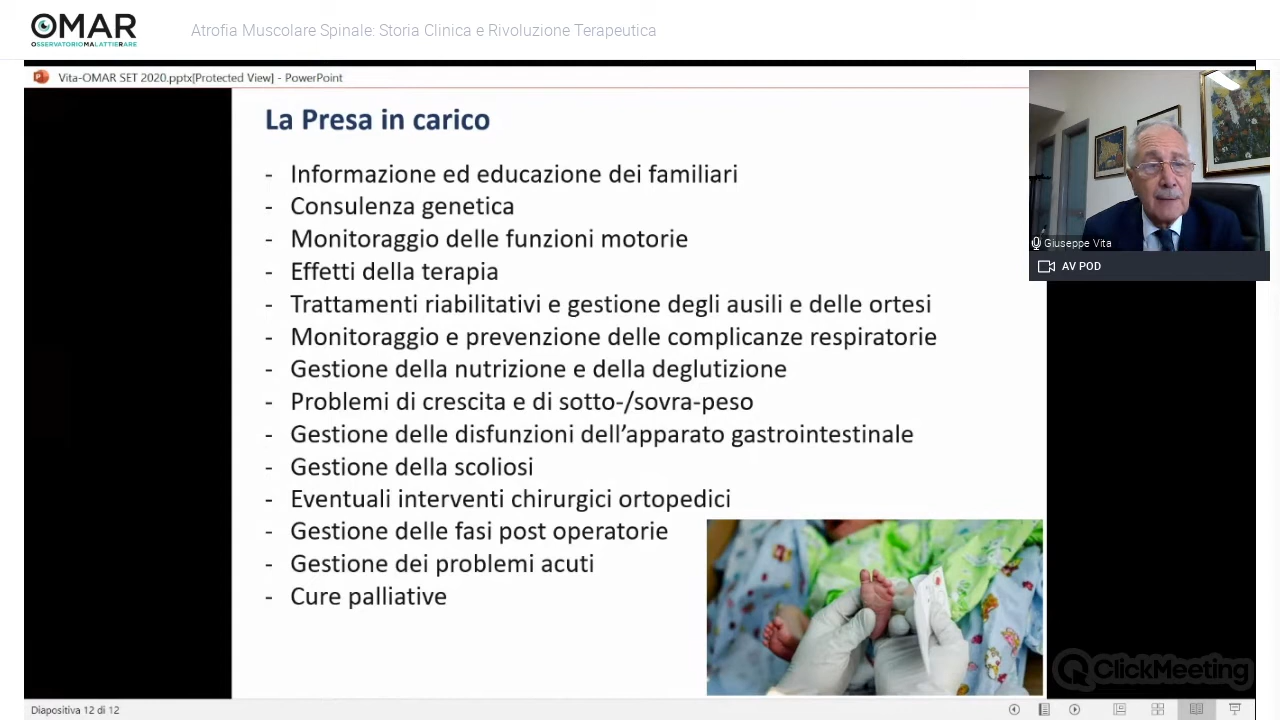 OMAR
OSSERVATORIOMALATTIERARE
Atrofia Muscolare Spinale: Storia Clinica e Rivoluzione Terapeutica
Vita-OMAR SET 2020.pptx[Protected View] - PowerPoint
La Presa in carico
- Informazione ed educazione dei familiari
- Consulenza genetica
- Monitoraggio delle funzioni motorie
- Effetti della terapia
- Trattamenti riabilitativi e gestione degli ausili e delle ortesi
- Monitoraggio e prevenzione delle complicanze respiratorie
- Gestione della nutrizione e della deglutizione
- Problemi di crescita e di sotto-/sovra-peso
- Gestione delle disfunzioni dell’apparato gastrointestinale
- Gestione della scoliosi
- Eventuali interventi chirurgici ortopedici
- Gestione delle fasi post operatorie
- Gestione dei problemi acuti
- Cure palliative
Giuseppe Vita
AV POD
ClickMeeting
Diapositiva 12 di 12